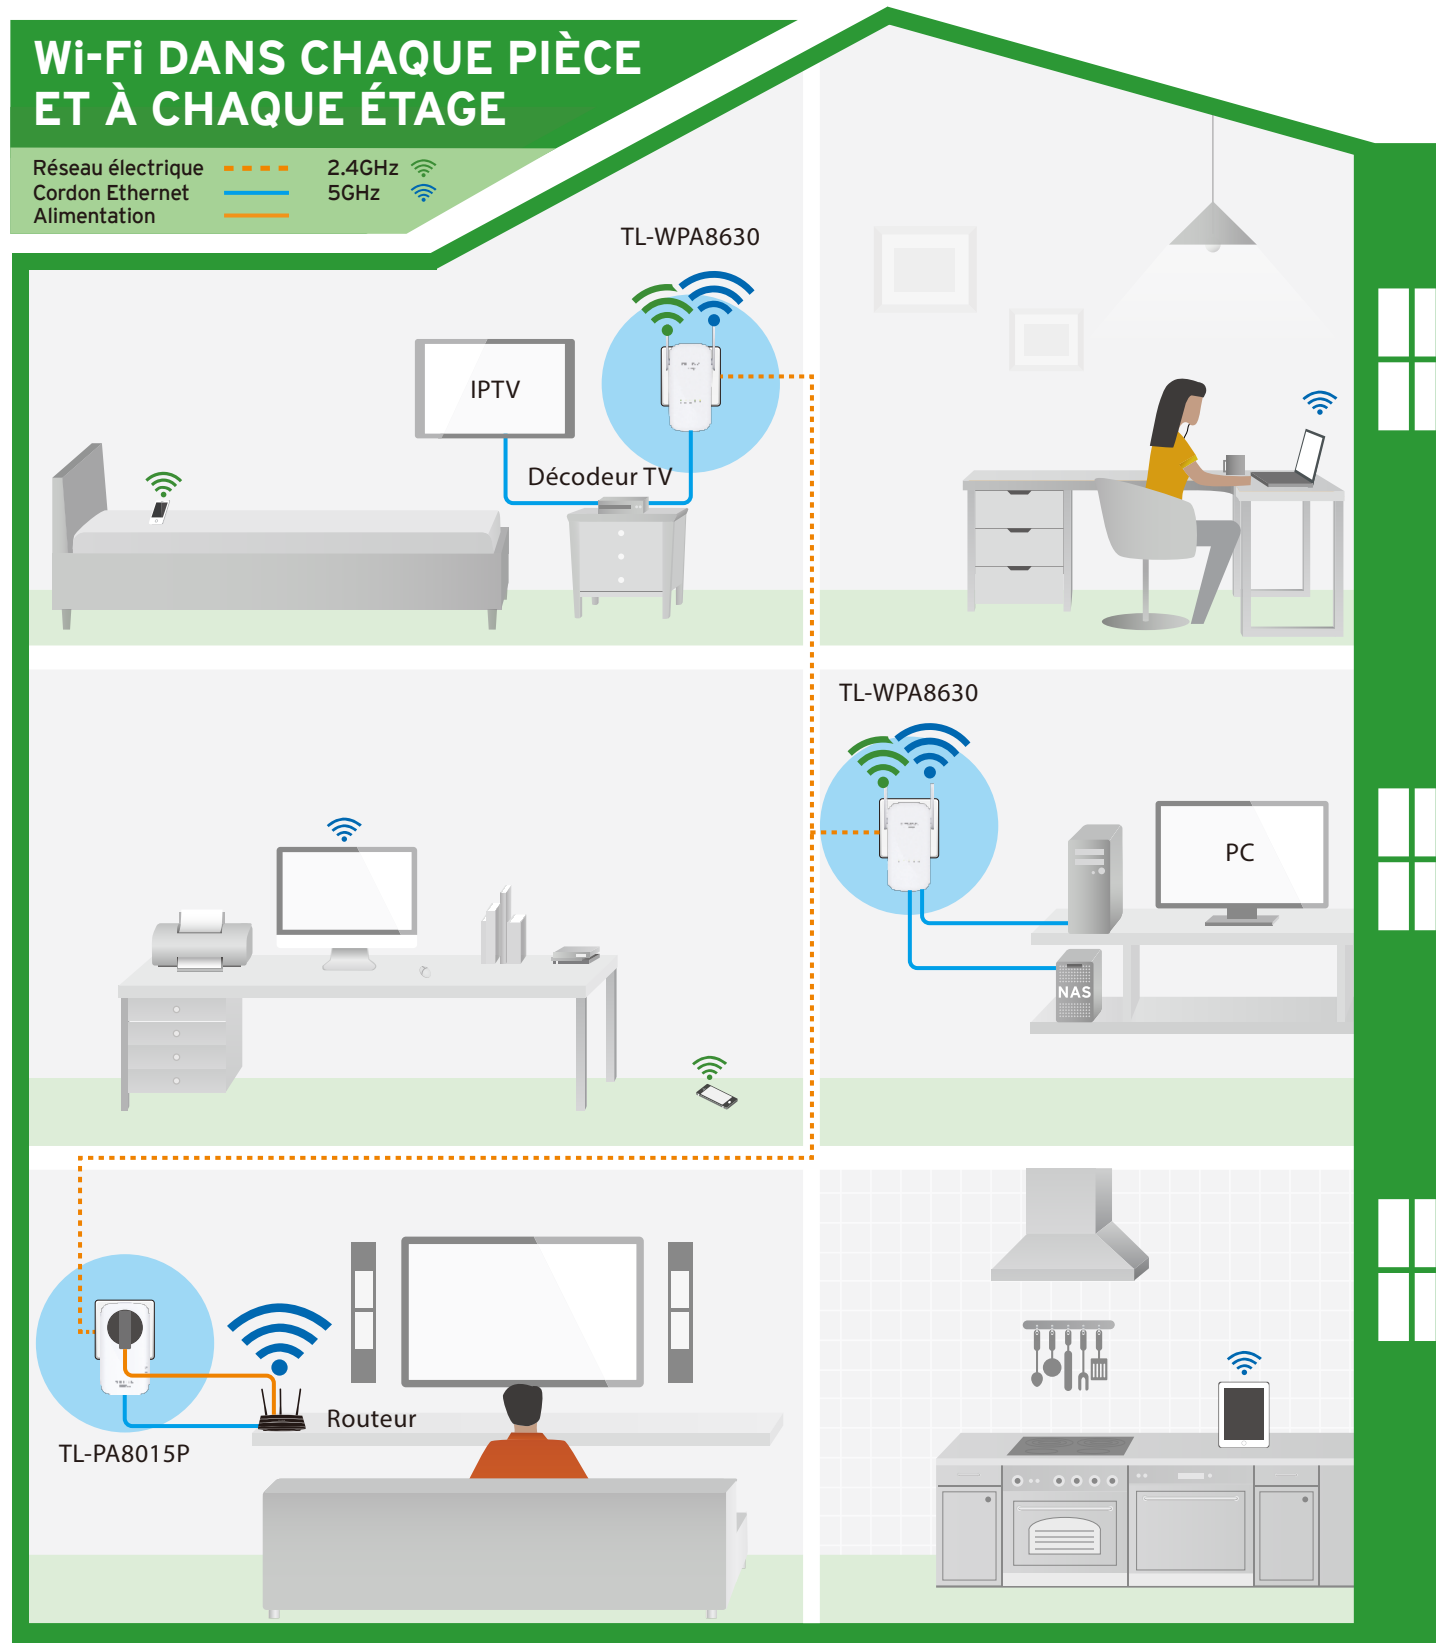 Wi-Fi DANS CHAQUE PIÈCE
ET À CHAQUE ÉTAGE
Réseau électrique
2.4GHz
Cordon Ethernet
5GHz
Alimentation
TL-WPA8630
IPTV
Décodeur TV
TL-WPA8630
PC
NAS
Routeur
TL-PA8015P